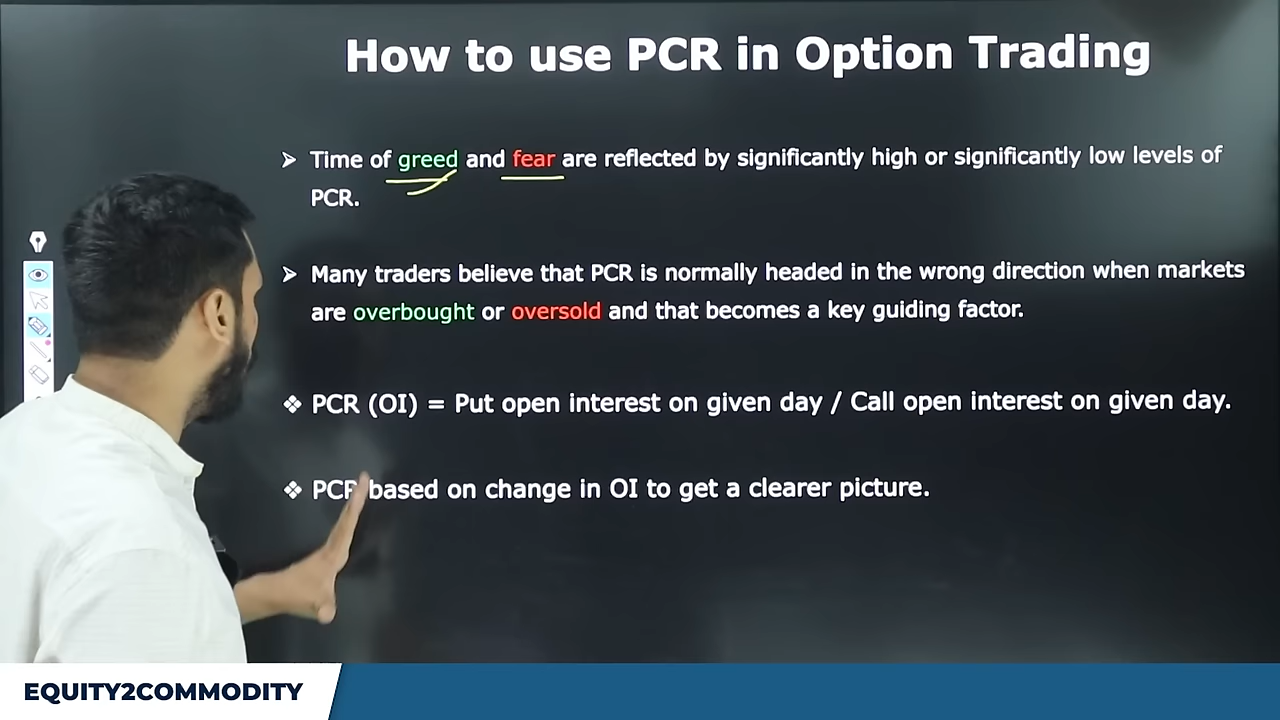 How to use PCR in Option Trading
➢ Time of greed and fear are reflected by significantly high or significantly low levels of
PCR.
➢ Many traders believe that PCR is normally headed in the wrong direction when markets
are overbought or oversold and that becomes a key guiding factor.
❖ PCR (OI) = Put open interest on given day / Call open interest on given day.
❖ PCR based on change in OI to get a clearer picture.
EQUITY2COMMODITY